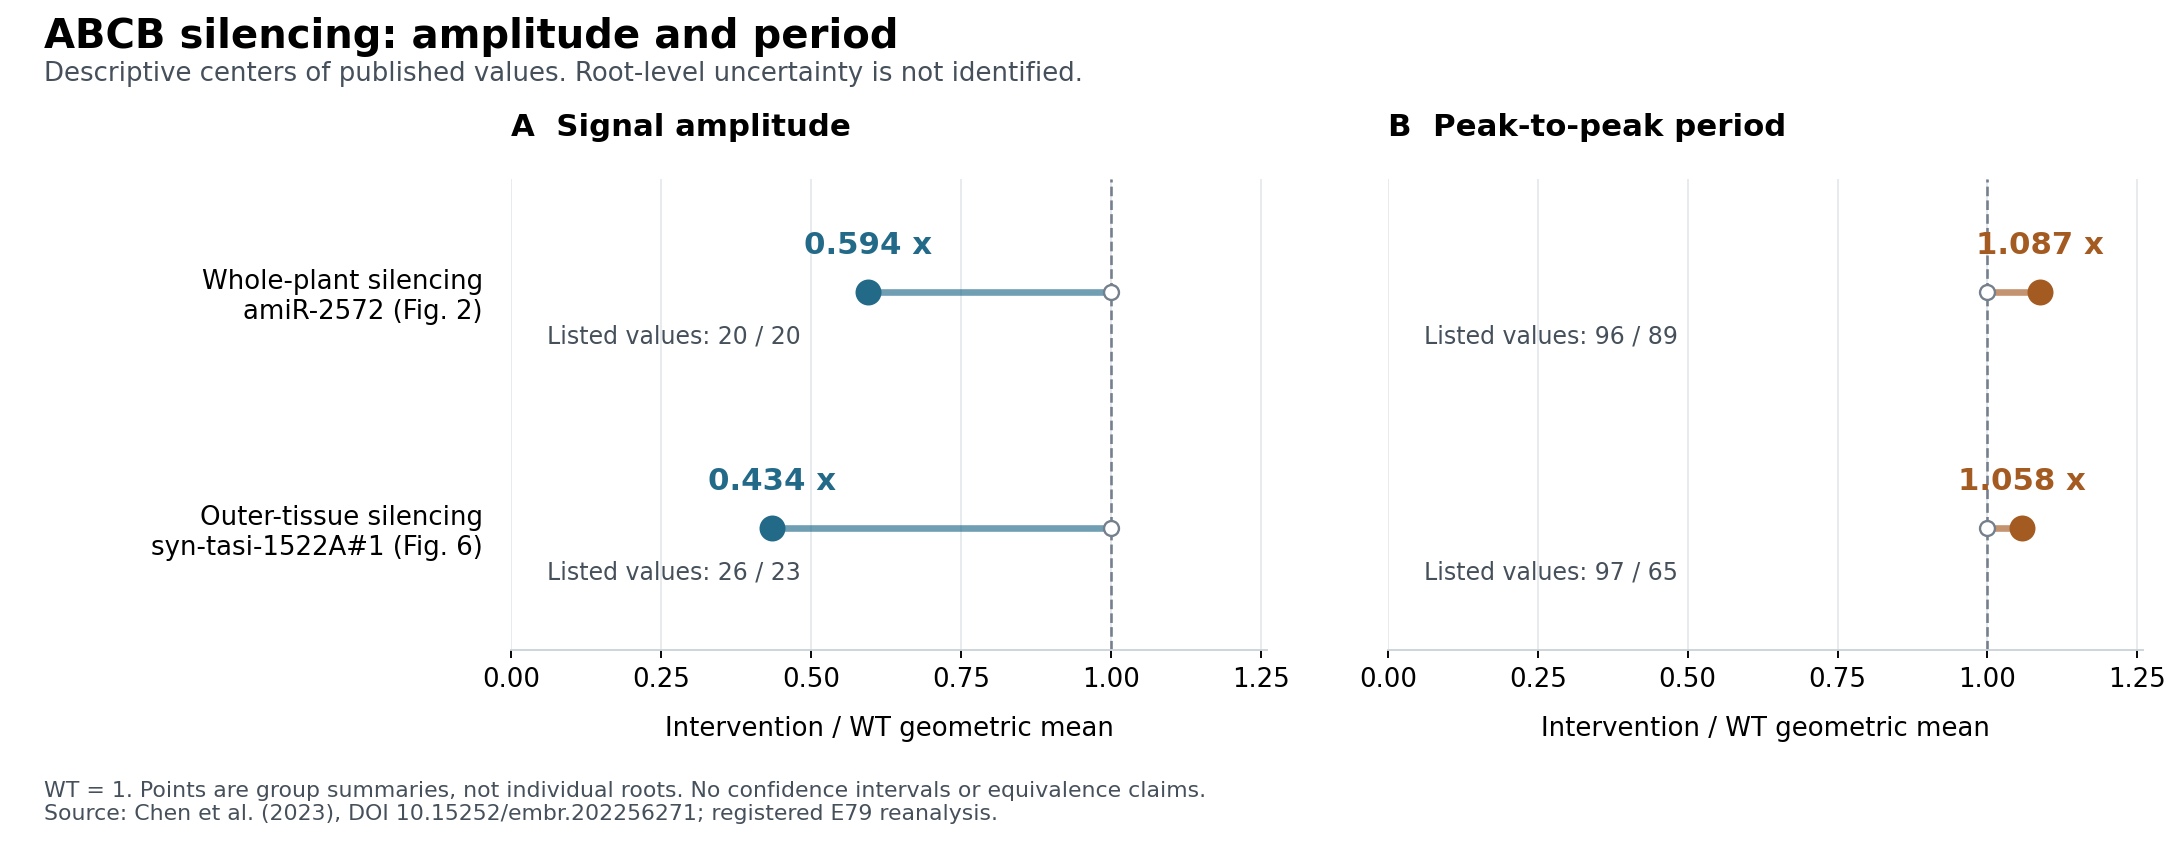 ABCB silencing: amplitude and period
Descriptive centers of published values. Root-level uncertainty is not identified.
A Signal amplitude
B Peak-to-peak period
0.594 x
1.087 x
Whole-plant silencing
amiR-2572 (Fig. 2)
Listed values: 20 / 20
Listed values: 96 / 89
0.434 x
1.058 x
Outer-tissue silencing
syn-tasi-1522A#1 (Fig. 6)
Listed values: 26 / 23
Listed values: 97 / 65
0.00 0.25 0.50 0.75 1.00 1.25
0.00 0.25 0.50 0.75 1.00 1.25
Intervention / WT geometric mean
Intervention / WT geometric mean
WT = 1. Points are group summaries, not individual roots. No confidence intervals or equivalence claims.
Source: Chen et al. (2023), DOI 10.15252/embr.202256271; registered E79 reanalysis.